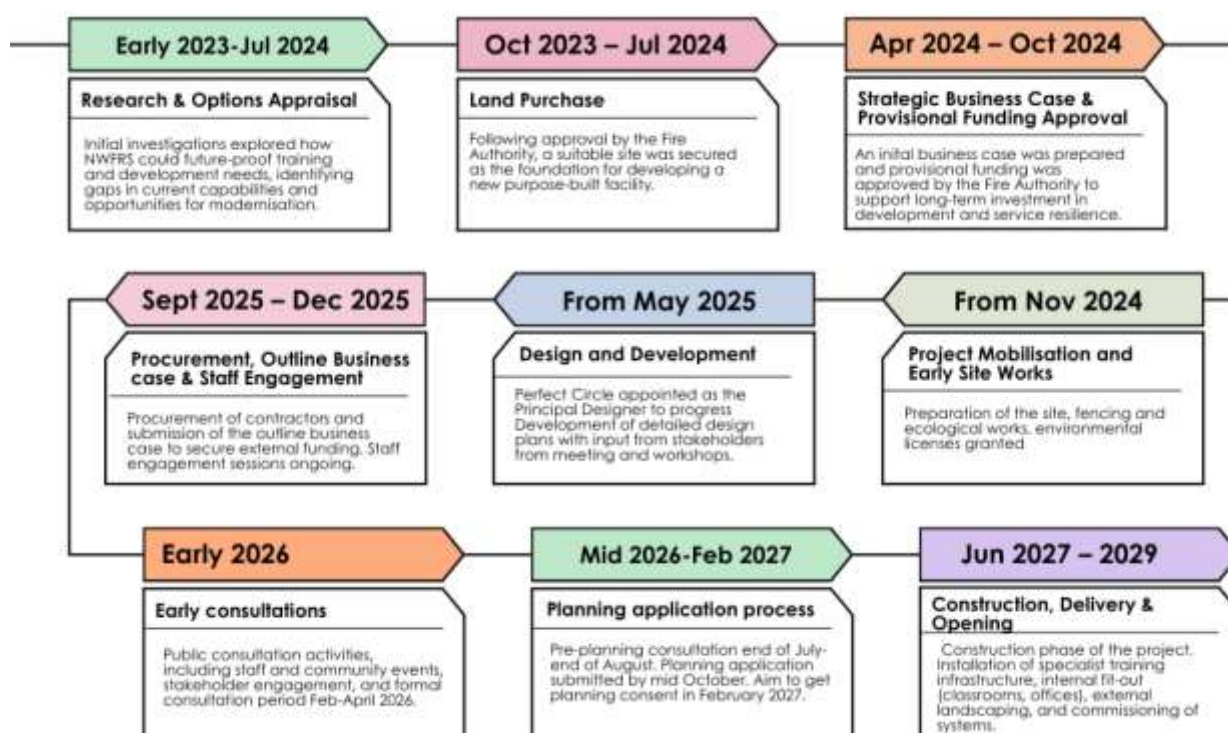 Early 2023-Jul 2024
Research & Options Appraisal
Initial investigations explored how
NWFRS could future-proof training
and development needs, identifying
gaps in current capabilities and
opportunities for modernisation.
Oct 2023 – Jul 2024
Land Purchase
Following approval by the Fire
Authority, a suitable site was secured
as the foundation for developing a
new purpose-built facility.
Apr 2024 – Oct 2024
Strategic Business Case &
Provisional Funding Approval
An inital business case was prepared
and provisional funding was
approved by the Fire Authority to
support long-term investment in
development and service resilience.
From Nov 2024
Project Mobilisation and
Early Site Works
Preparation of the site, fencing and
ecological works, environmental
licenses granted
From May 2025
Design and Development
Perfect Circle appointed as the
Principal Designer to progress
Development of detailed design
plans with input from stakeholders
from meeting and workshops.
Sept 2025 – Dec 2025
Procurement, Outline Business
case & Staff Engagement
Procurement of contractors and
submission of the outline business
case to secure external funding. Staff
engagement sessions ongoing.
Early 2026
Early consultations
Public consultation activities,
including staff and community events,
stakeholder engagement, and formal
consultation period Feb-April 2026.
Mid 2026-Feb 2027
Planning application process
Pre-planning consultation end of July-
end of August. Planning application
submitted by mid October. Aim to get
planning consent in February 2027.
Jun 2027 – 2029
Construction, Delivery &
Opening
Construction phase of the project.
Installation of specialist training
infrastructure, internal fit-out
(classrooms, offices), external
landscaping, and commissioning of
systems.